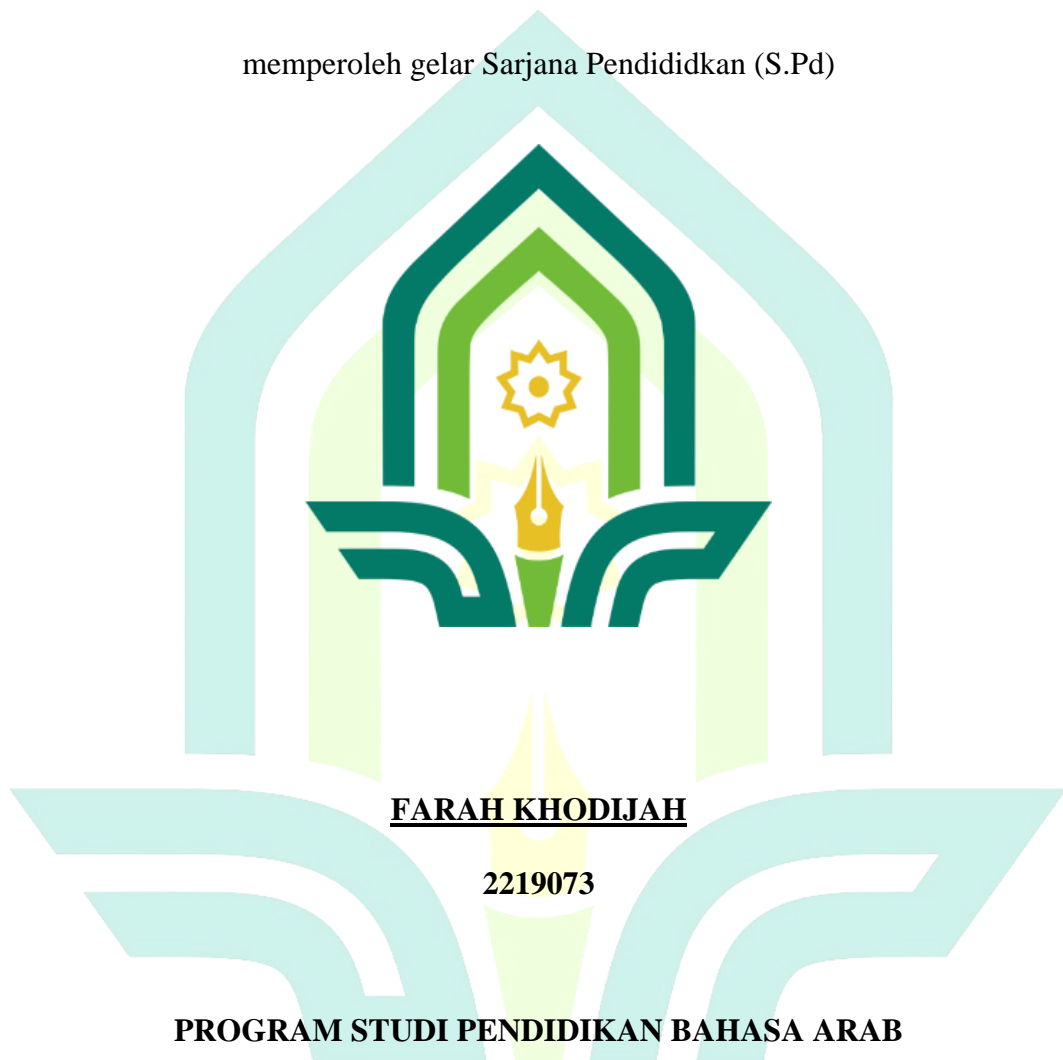 memperoleh gelar Sarjana Pendididkan (S.Pd)
FARAH KHODIJAH
2219073
PROGRAM STUDI PENDIDIKAN BAHASA ARAB